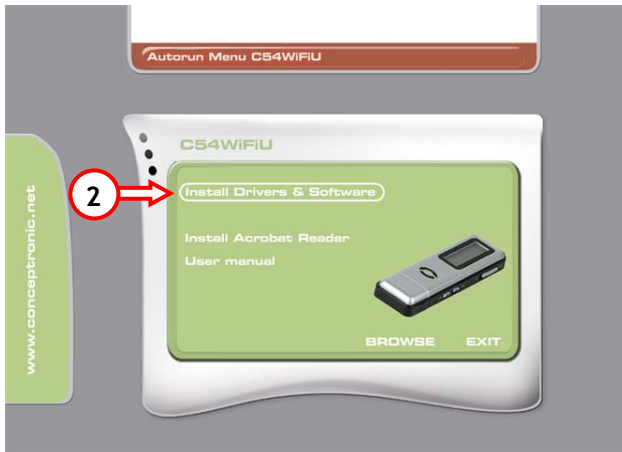 Autorun Menu C54WiFiU
C54WiFiU
www.conceptronic.net
2
Install Drivers & Software
Install Acrobat Reader
User manual
BROWSE EXIT